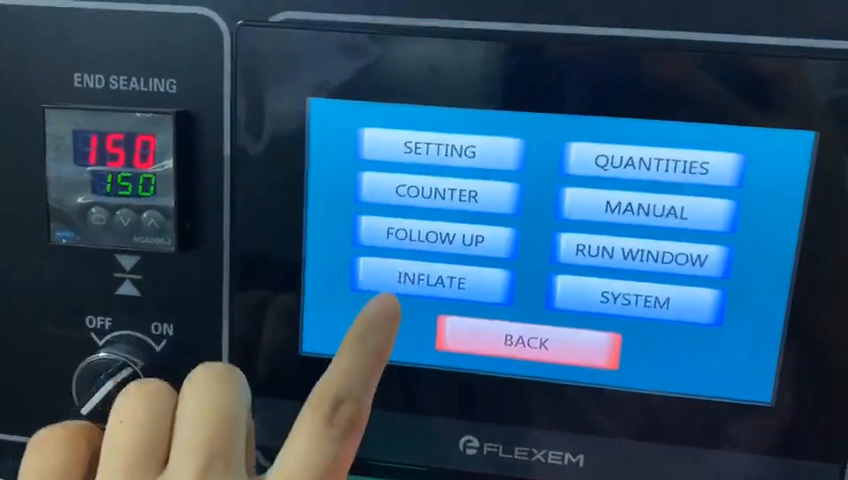 END SEALING
150
150
OFF ON
SETTING
COUNTER
FOLLOW UP
INFLATE
QUANTITIES
MANUAL
RUN WINDOW
SYSTEM
BACK
FLEXEM